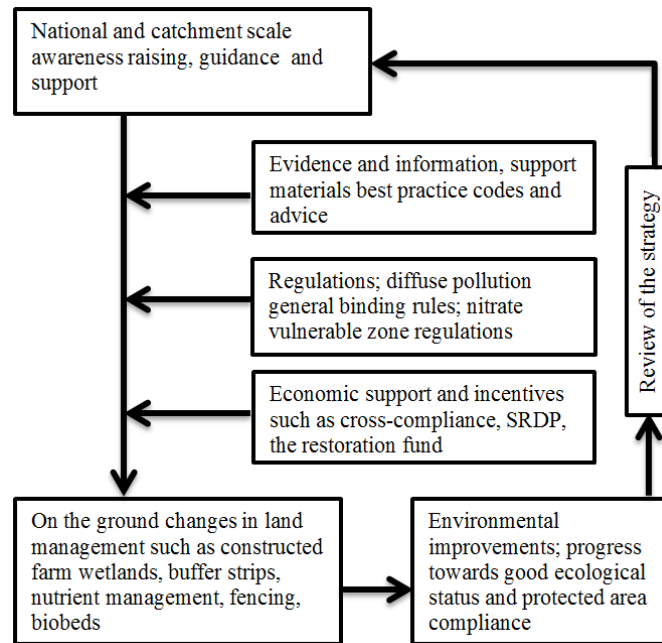 National and catchment scale
awareness raising, guidance and
support
Evidence and information, support
materials best practice codes and
advice
Regulations; diffuse pollution
general binding rules; nitrate
vulnerable zone regulations
Economic support and incentives
such as cross-compliance, SRDP,
the restoration fund
On the ground changes in land
management such as constructed
farm wetlands, buffer strips,
nutrient management, fencing,
biobeds
Environmental
improvements; progress
towards good ecological
status and protected area
compliance
Review of the strategy